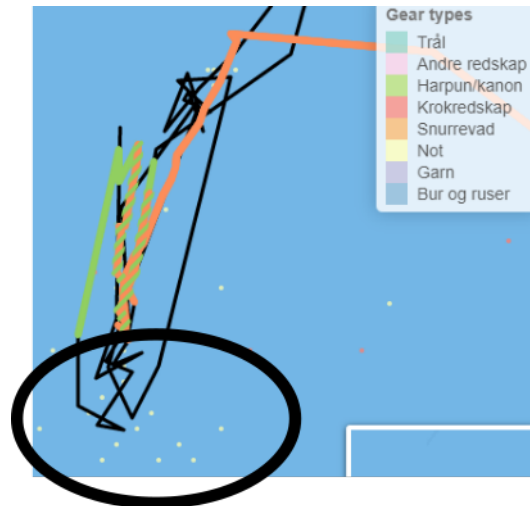 Gear types
Trål
Andre redskap
Harpun/kanon
Krokredskap
Snurrevad
Not
Garn
Bur og ruser